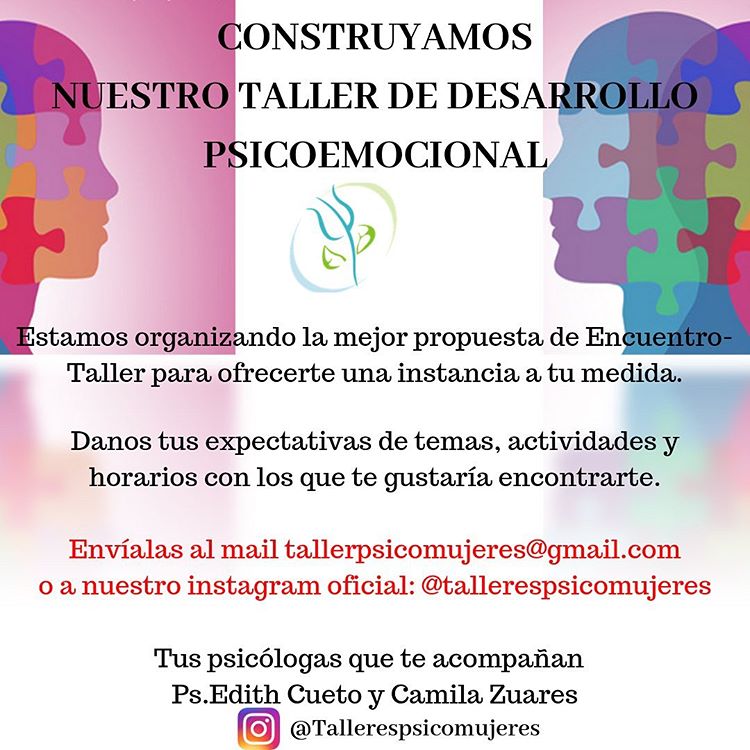 CONSTRUYAMOS
NUESTRO TALLER DE DESARROLLO
PSICOEMOCIONAL
Estamos organizando la mejor propuesta de Encuentro-
Taller para ofrecerte una instancia a tu medida.
Danos tus expectativas de temas, actividades y
horarios con los que te gustaría encontrarte.
Envíalas al mail tallerpsicomujeres@gmail.com
o a nuestro instagram oficial: @tallerespsicomujeres
Tus psicólogas que te acompañan
Ps.Edith Cueto y Camila Zuares
@Tallerespsicomujeres